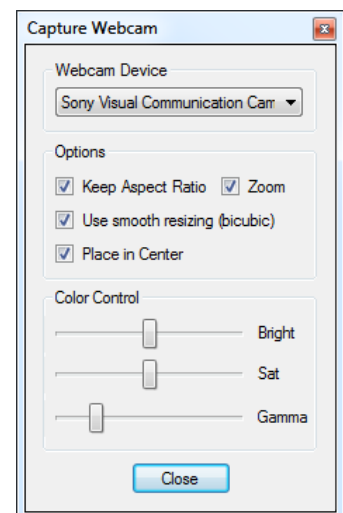 Capture Webcam
Webcam Device
Sony Visual Communication Cam
Options
Keep Aspect Ratio Zoom
Use smooth resizing (bicubic)
Place in Center
Color Control
Bright
Sat
Gamma
Close